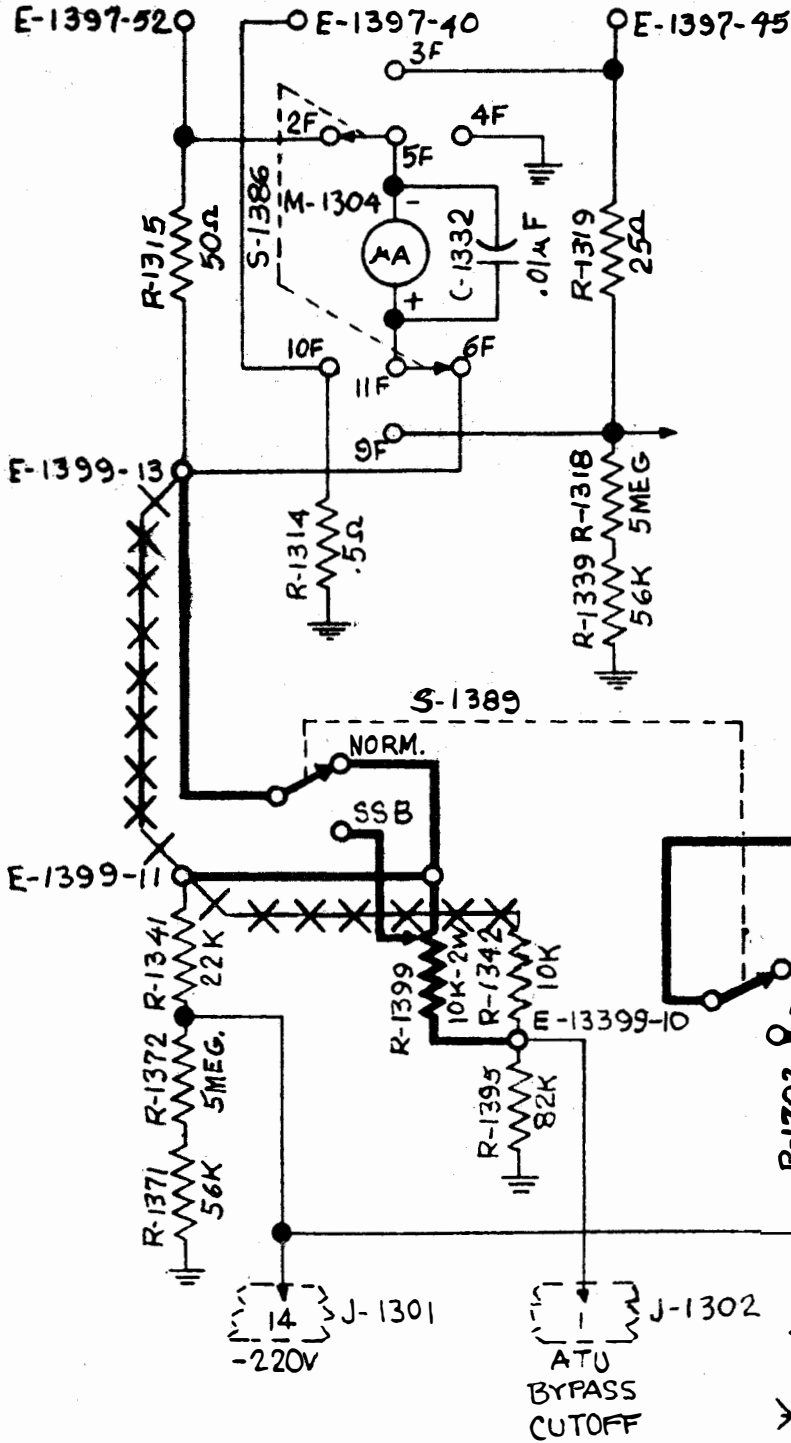 E-1397-52
E-1397-40
E-1397-45
3F
2F
5F
4F
S-1386
M-1304
-
μA
+
C-1332
.01μF
R-1315
50Ω
R-1319
25Ω
10F
11F
6F
9F
E-1399-13
R-1314
.5Ω
R-1318
5MEG
R-1339
56K
S-1389
NORM.
SSB
E-1399-11
R-1341
22K
R-1399
10K-2W
R-1342
10K
E-13399-10
R-1372
5MEG.
R-1395
82K
R-1371
56K
14
J-1301
-220V
1
J-1302
ATU
BYPASS
CUTOFF